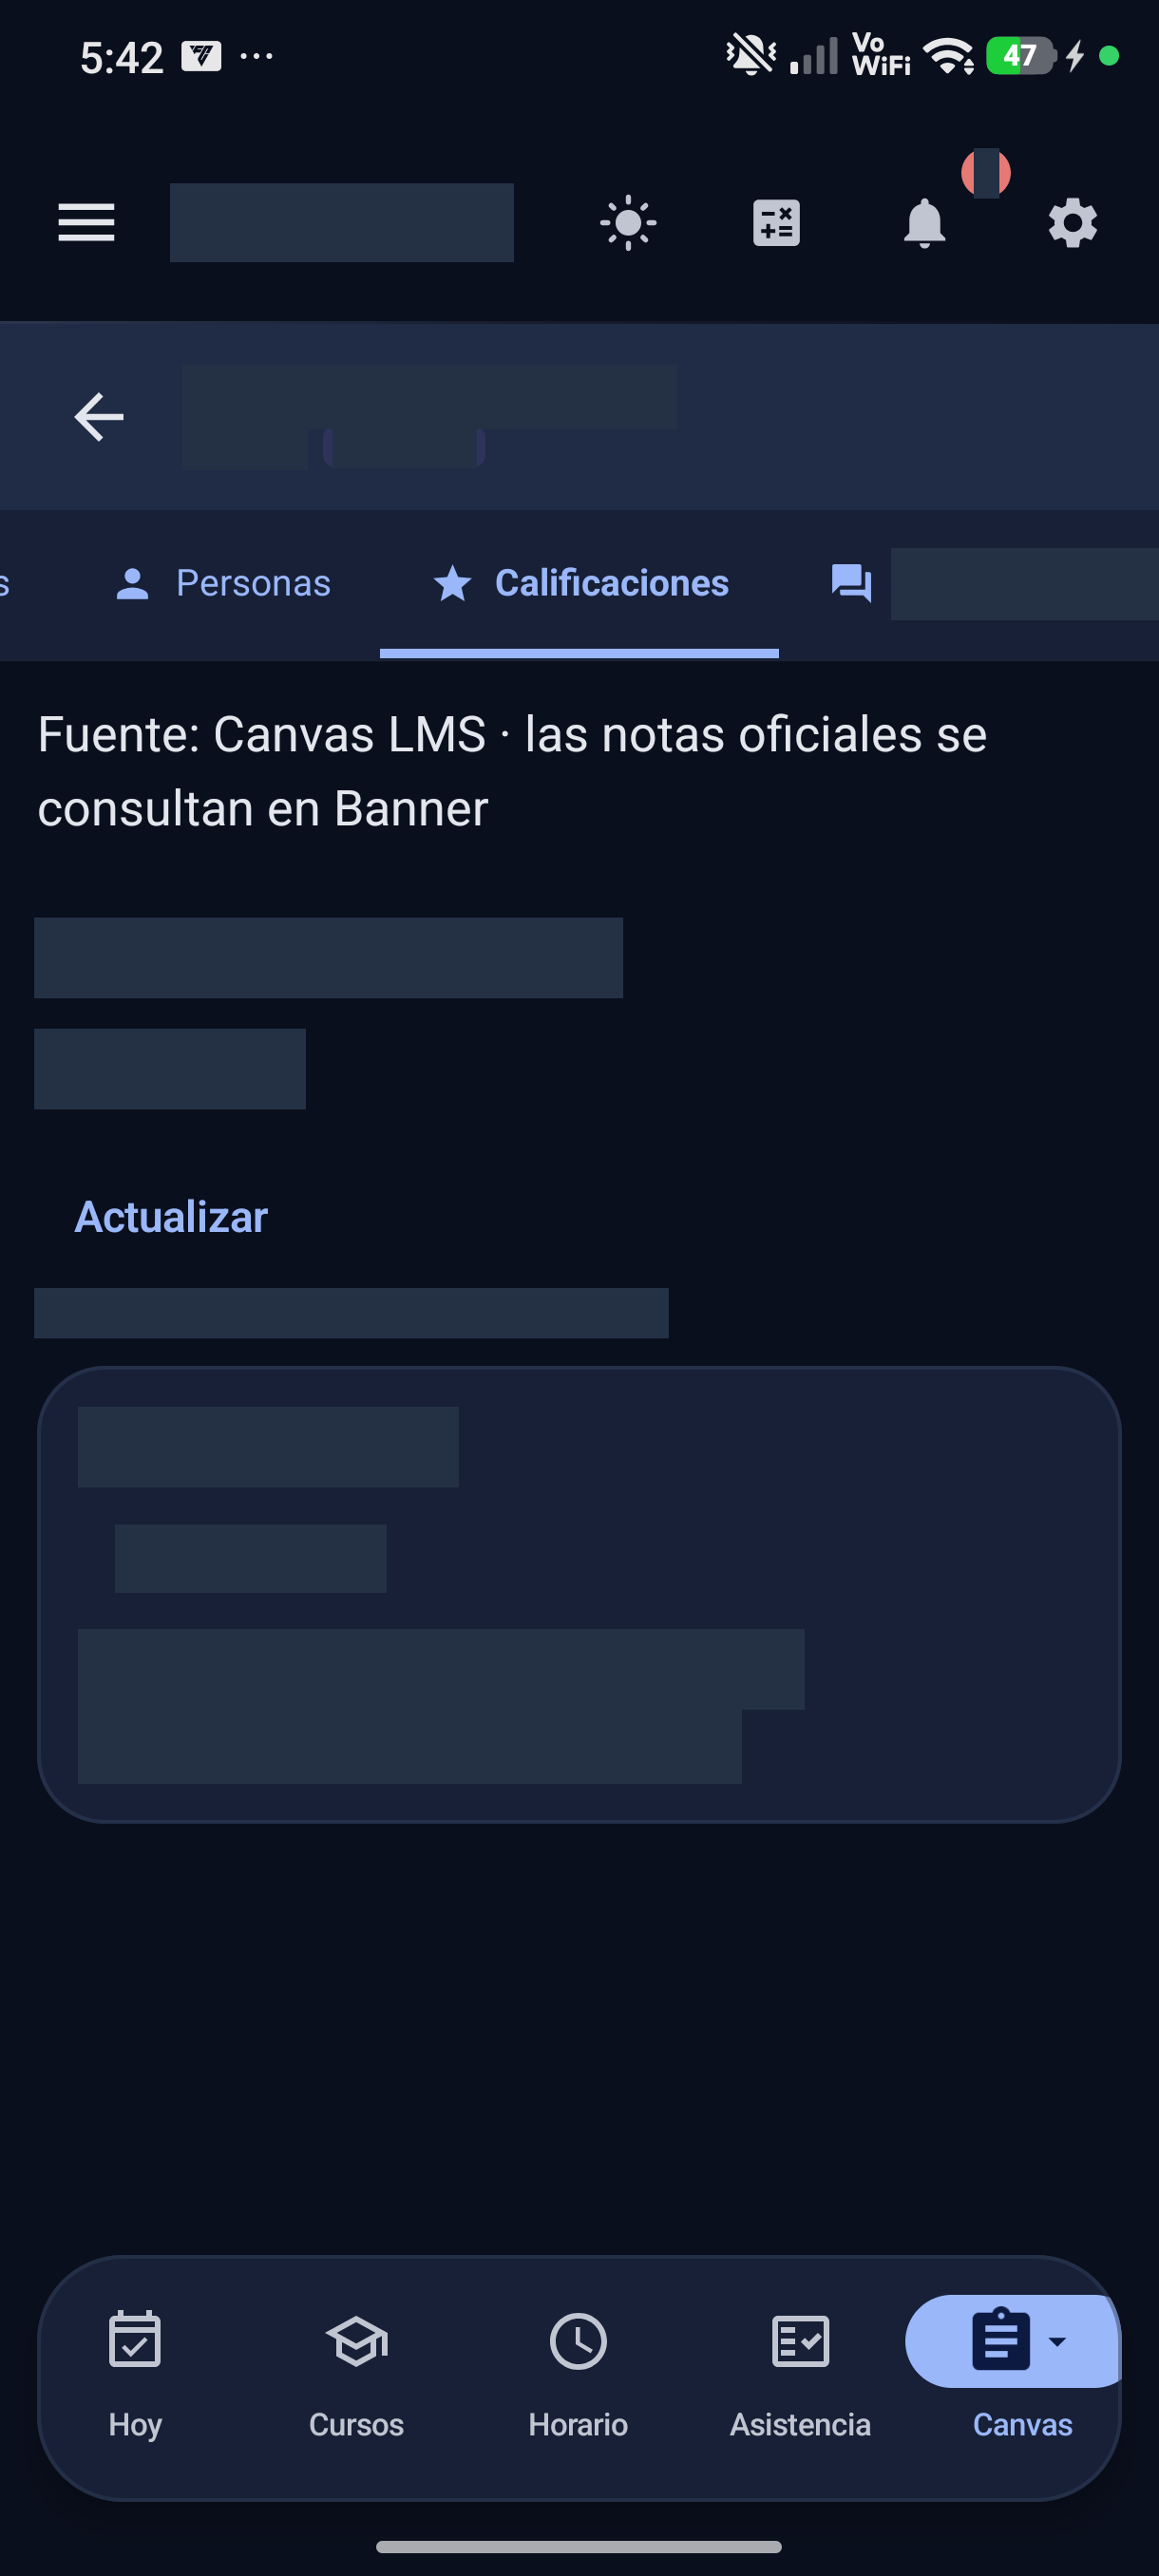 5:42
Vo
WiFi
47
s
Personas
Calificaciones
Fuente: Canvas LMS · las notas oficiales se
consultan en Banner
Actualizar
Hoy
Cursos
Horario
Asistencia
Canvas